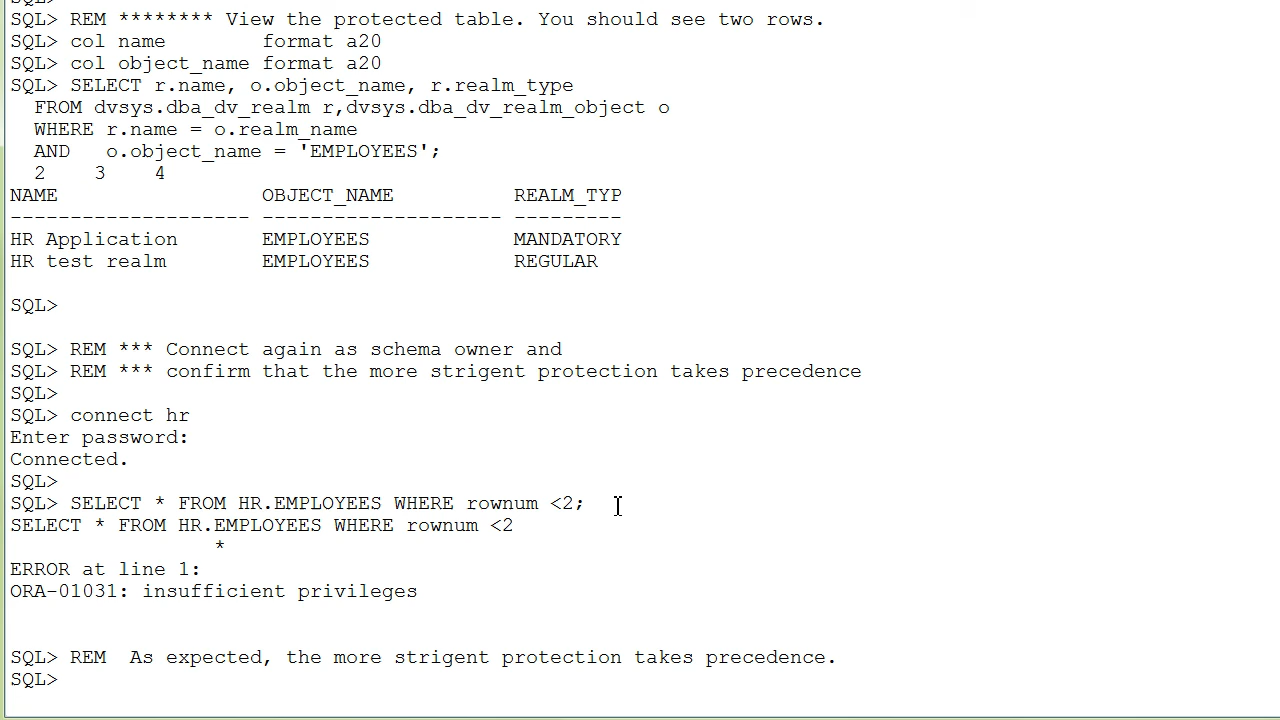 SQL> REM ******** View the protected table. You should see two rows.
SQL> col name        format a20
SQL> col object_name format a20
SQL> SELECT r.name, o.object_name, r.realm_type
  FROM dvsys.dba_dv_realm r,dvsys.dba_dv_realm_object o
  WHERE r.name = o.realm_name
  AND   o.object_name = 'EMPLOYEES';
  2    3    4
NAME                 OBJECT_NAME          REALM_TYP
-------------------- -------------------- ---------
HR Application       EMPLOYEES            MANDATORY
HR test realm        EMPLOYEES            REGULAR
SQL>
SQL> REM *** Connect again as schema owner and
SQL> REM *** confirm that the more strigent protection takes precedence
SQL>
SQL> connect hr
Enter password:
Connected.
SQL>
SQL> SELECT * FROM HR.EMPLOYEES WHERE rownum <2;
SELECT * FROM HR.EMPLOYEES WHERE rownum <2
                 *
ERROR at line 1:
ORA-01031: insufficient privileges
SQL> REM  As expected, the more strigent protection takes precedence.
SQL>